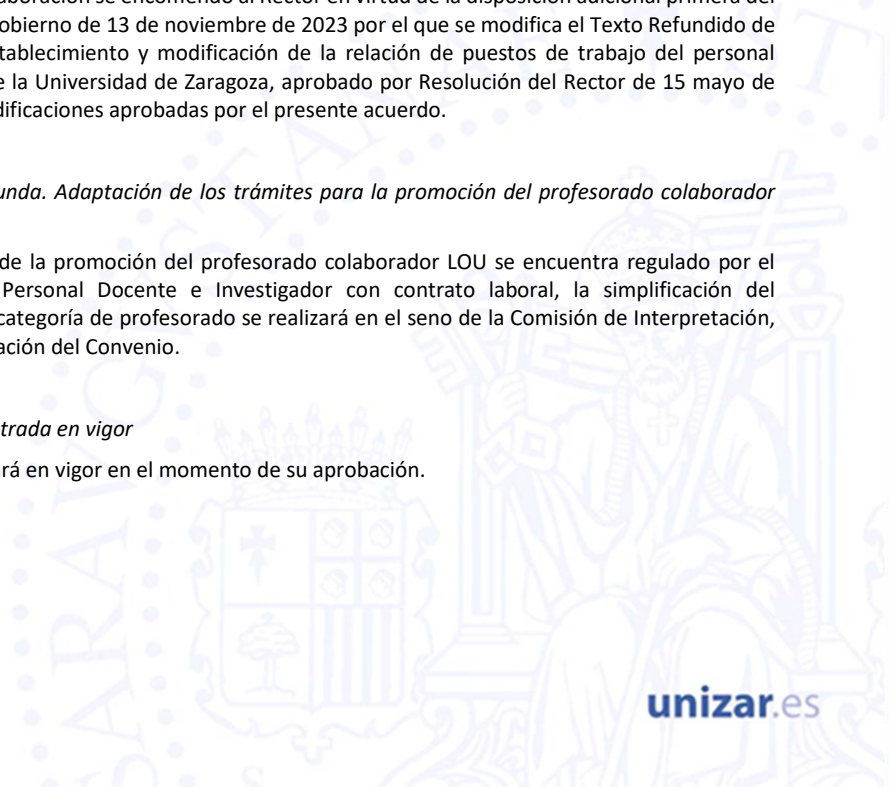 aboración se encomendó al Rector en virtud de la disposición adicional primera del
obierno de 13 de noviembre de 2023 por el que se modifica el Texto Refundido de
tablecimiento y modificación de la relación de puestos de trabajo del personal
e la Universidad de Zaragoza, aprobado por Resolución del Rector de 15 mayo de
dificaciones aprobadas por el presente acuerdo.
unda. Adaptación de los trámites para la promoción del profesorado colaborador
de la promoción del profesorado colaborador LOU se encuentra regulado por el
Personal Docente e Investigador con contrato laboral, la simplificación del
categoría de profesorado se realizará en el seno de la Comisión de Interpretación,
ación del Convenio.
trada en vigor
rá en vigor en el momento de su aprobación.
unizar.es